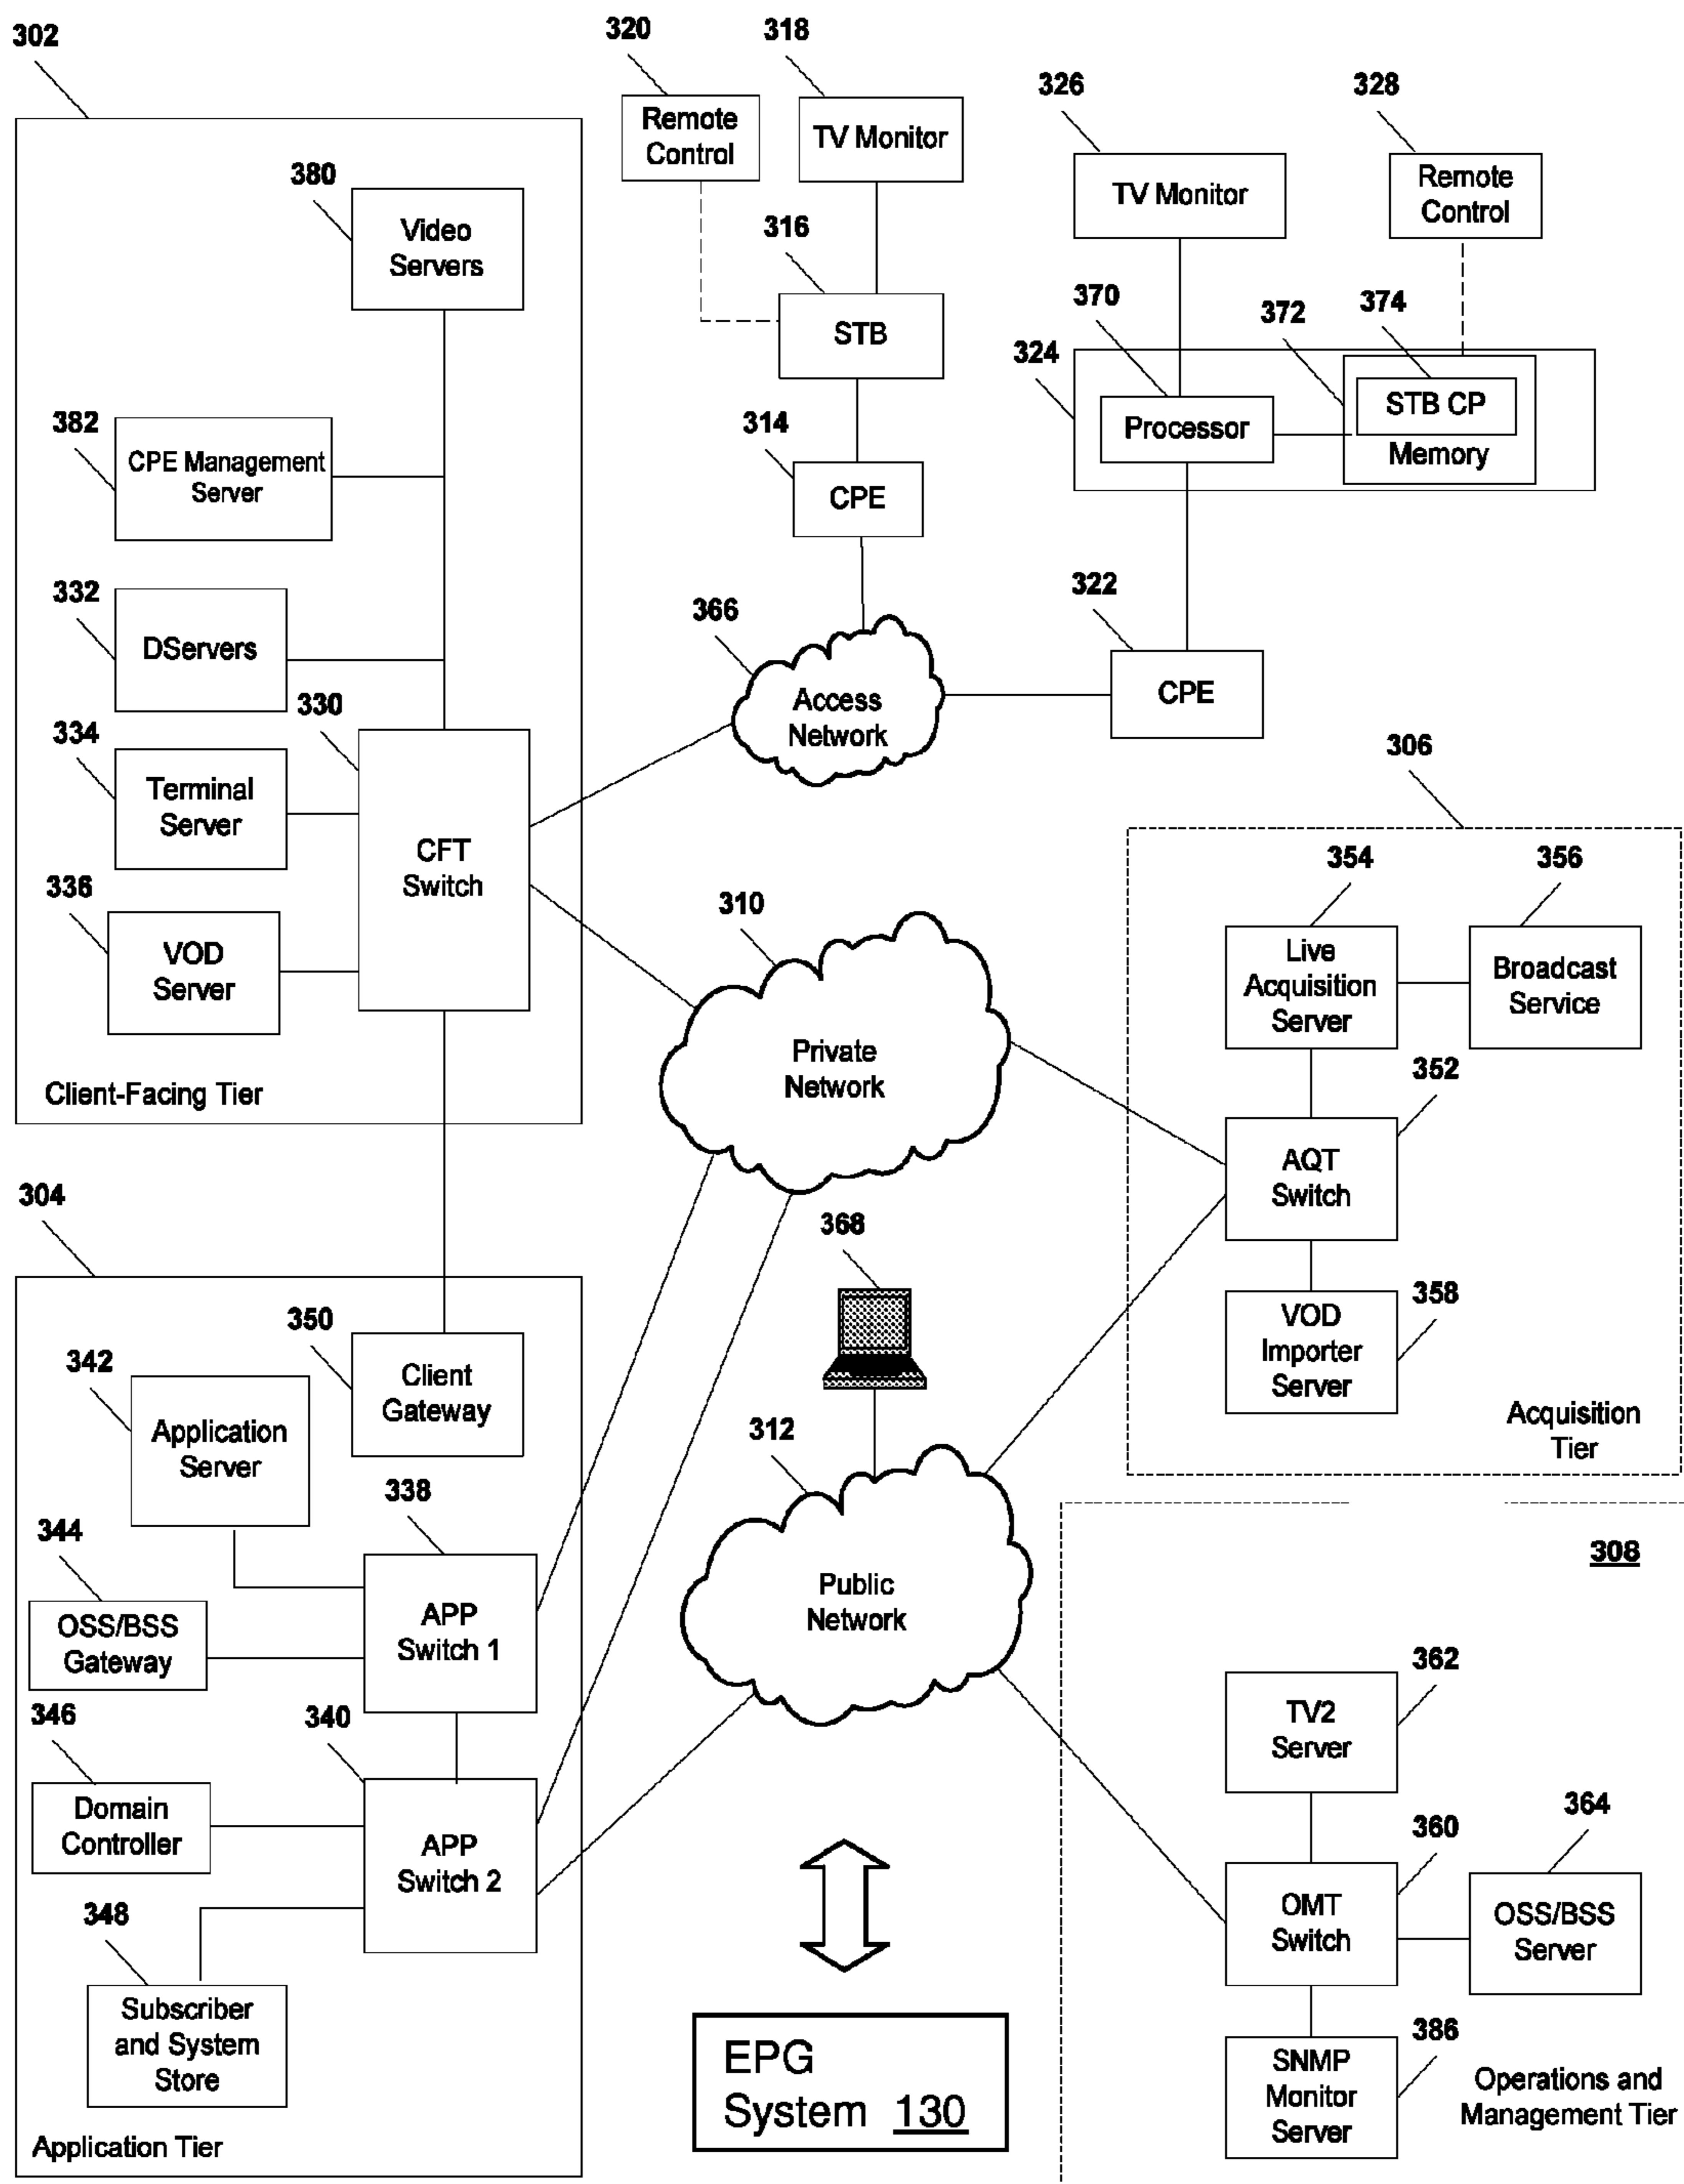 302
320
318
326
328
Remote
Control
TV Monitor
TV Monitor
Remote
Control
380
Video
Servers
316
STB
370
372
374
324
STB CP
Processor
Memory
382
CPE Management
Server
314
CPE
332
DServers
366
Access
Network
322
CPE
330
334
Terminal
Server
306
CFT
Switch
336
VOD
Server
310
Private
Network
354
356
Live
Acquisition
Server
Broadcast
Service
352
Client-Facing Tier
AQT
Switch
304
368
358
VOD
Importer
Server
Acquisition
Tier
350
Client
Gateway
342
Application
Server
312
Public
Network
338
344
OSS/BSS
Gateway
APP
Switch 1
308
362
TV2
Server
346
340
Domain
Controller
APP
Switch 2
360
364
OMT
Switch
OSS/BSS
Server
348
Subscriber
and System
Store
386
SNMP
Monitor
Server
Operations and
Management Tier
EPG
System 130
Application Tier